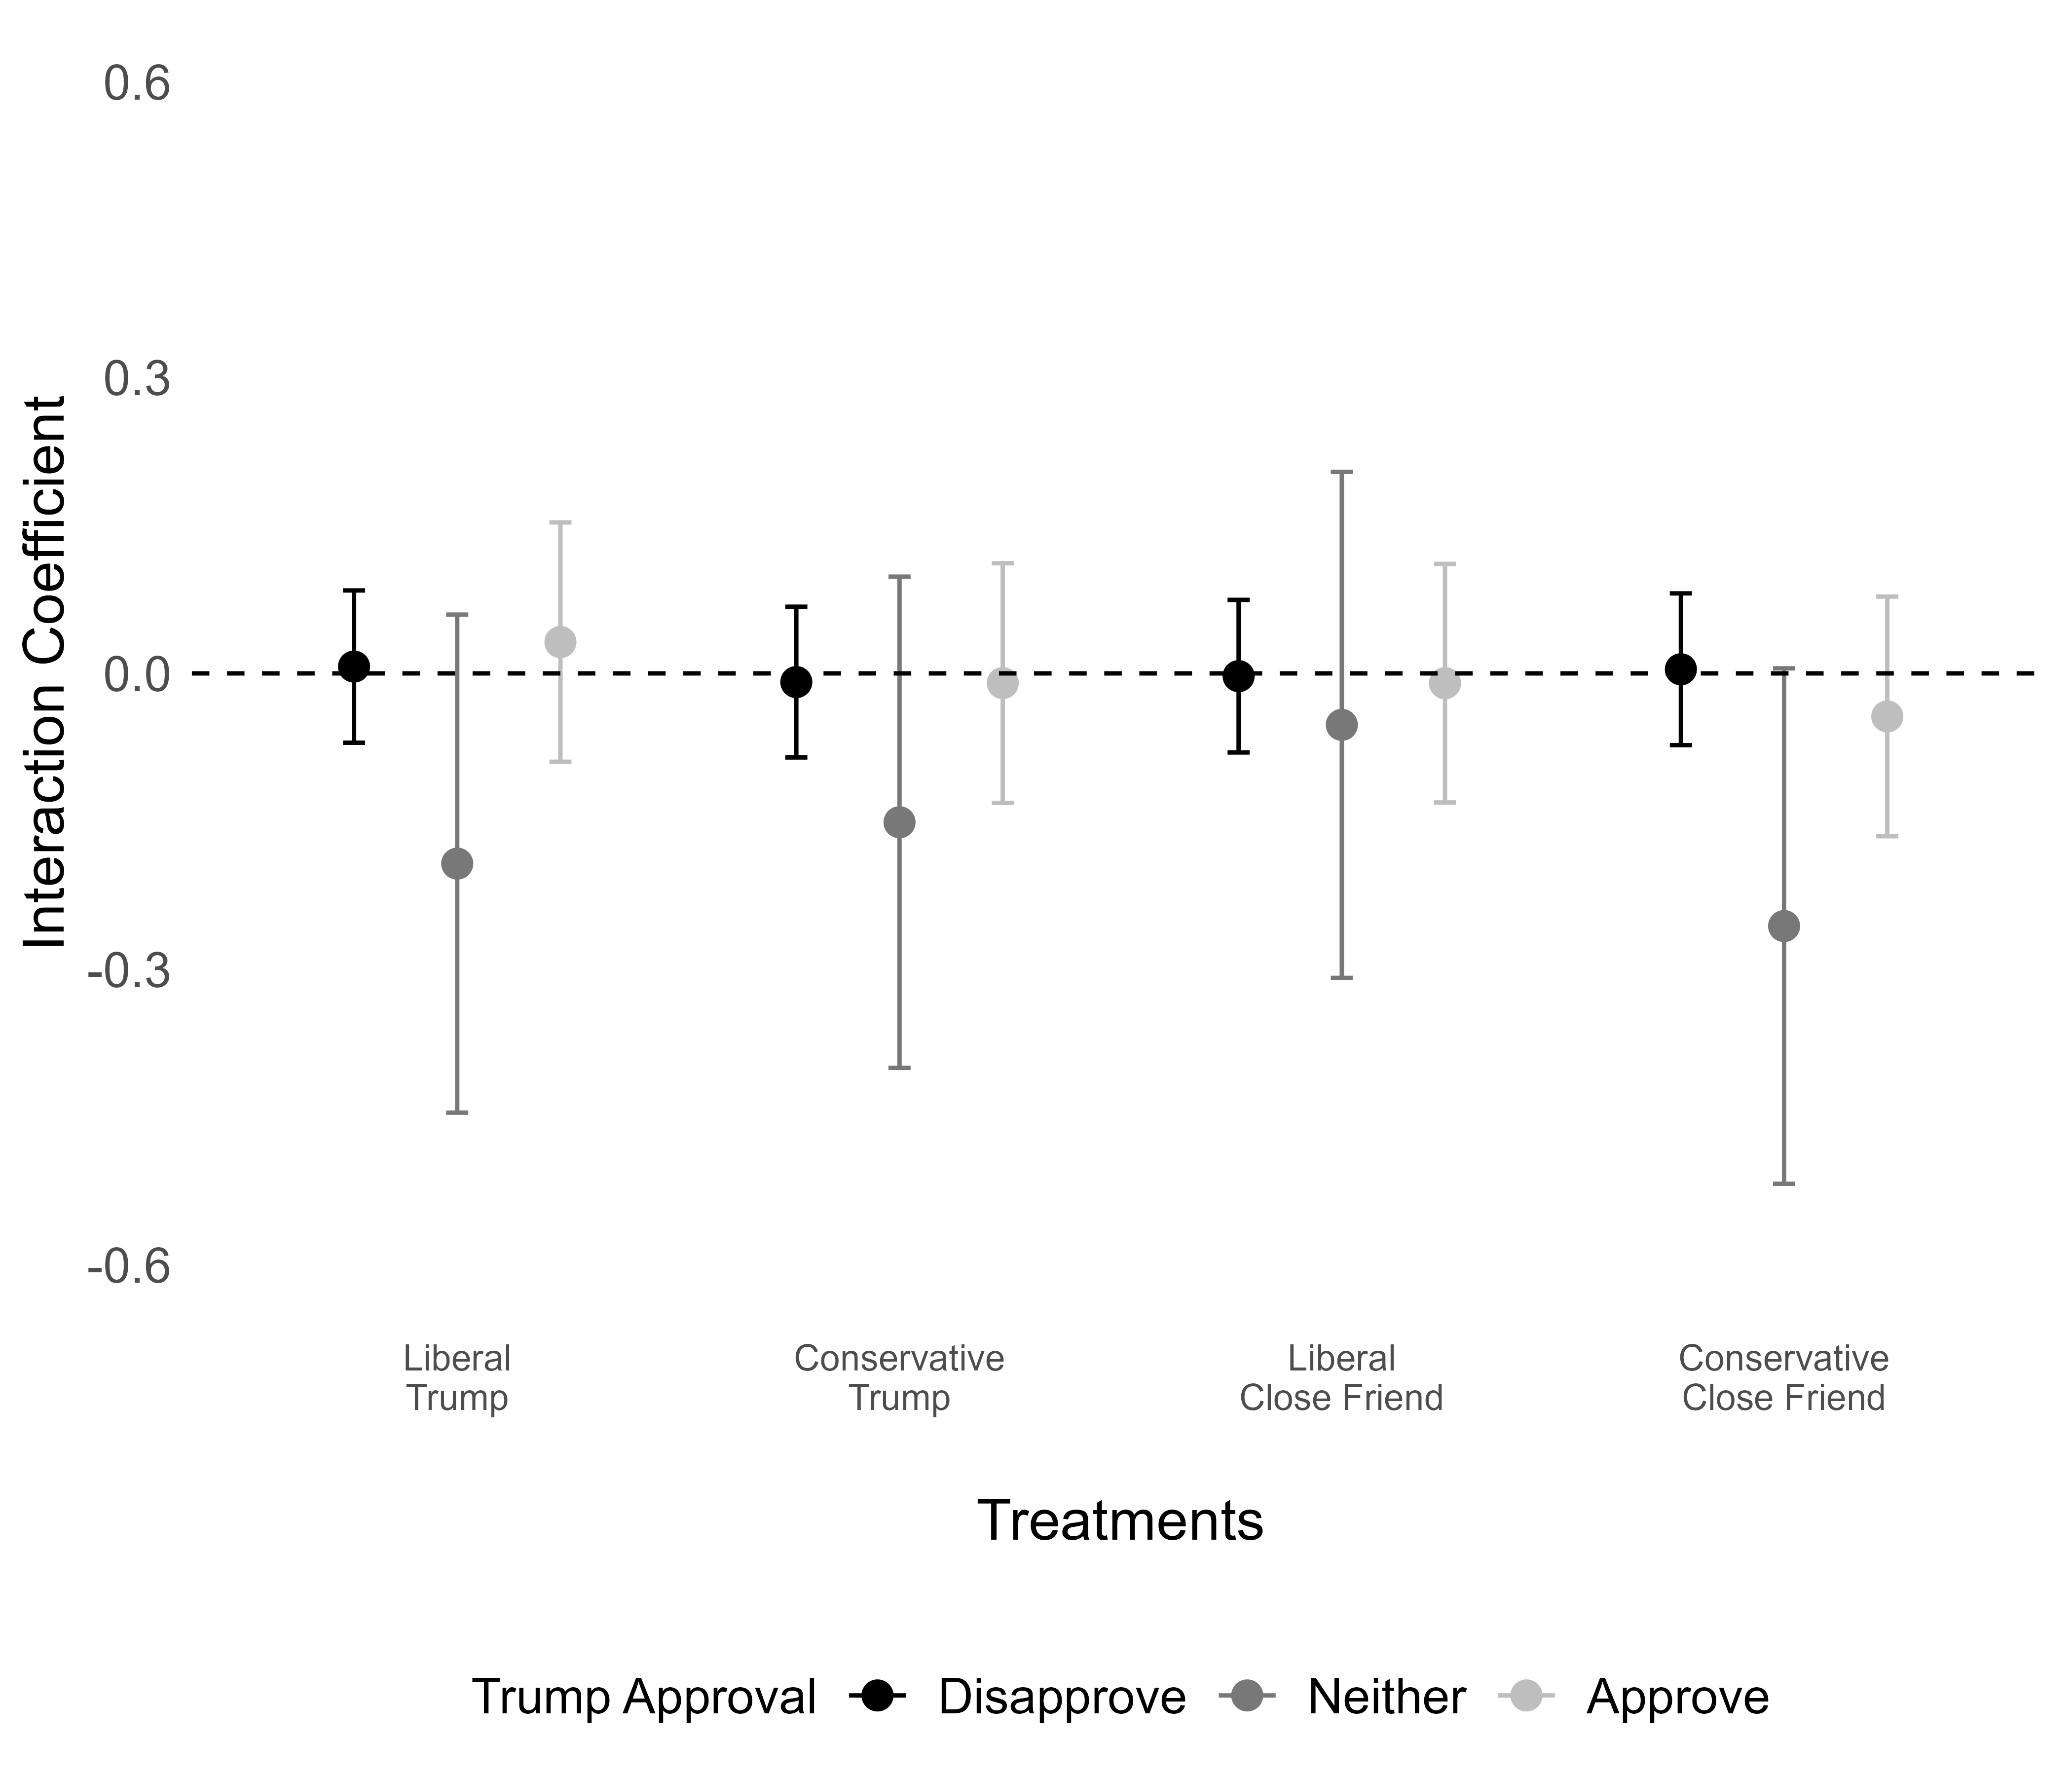 Interaction Coefficient
0.6
0.3
0.0
-0.3
-0.6
Liberal
Trump
Conservative
Trump
Liberal
Close Friend
Conservative
Close Friend
Treatments
Trump Approval Disapprove Neither Approve